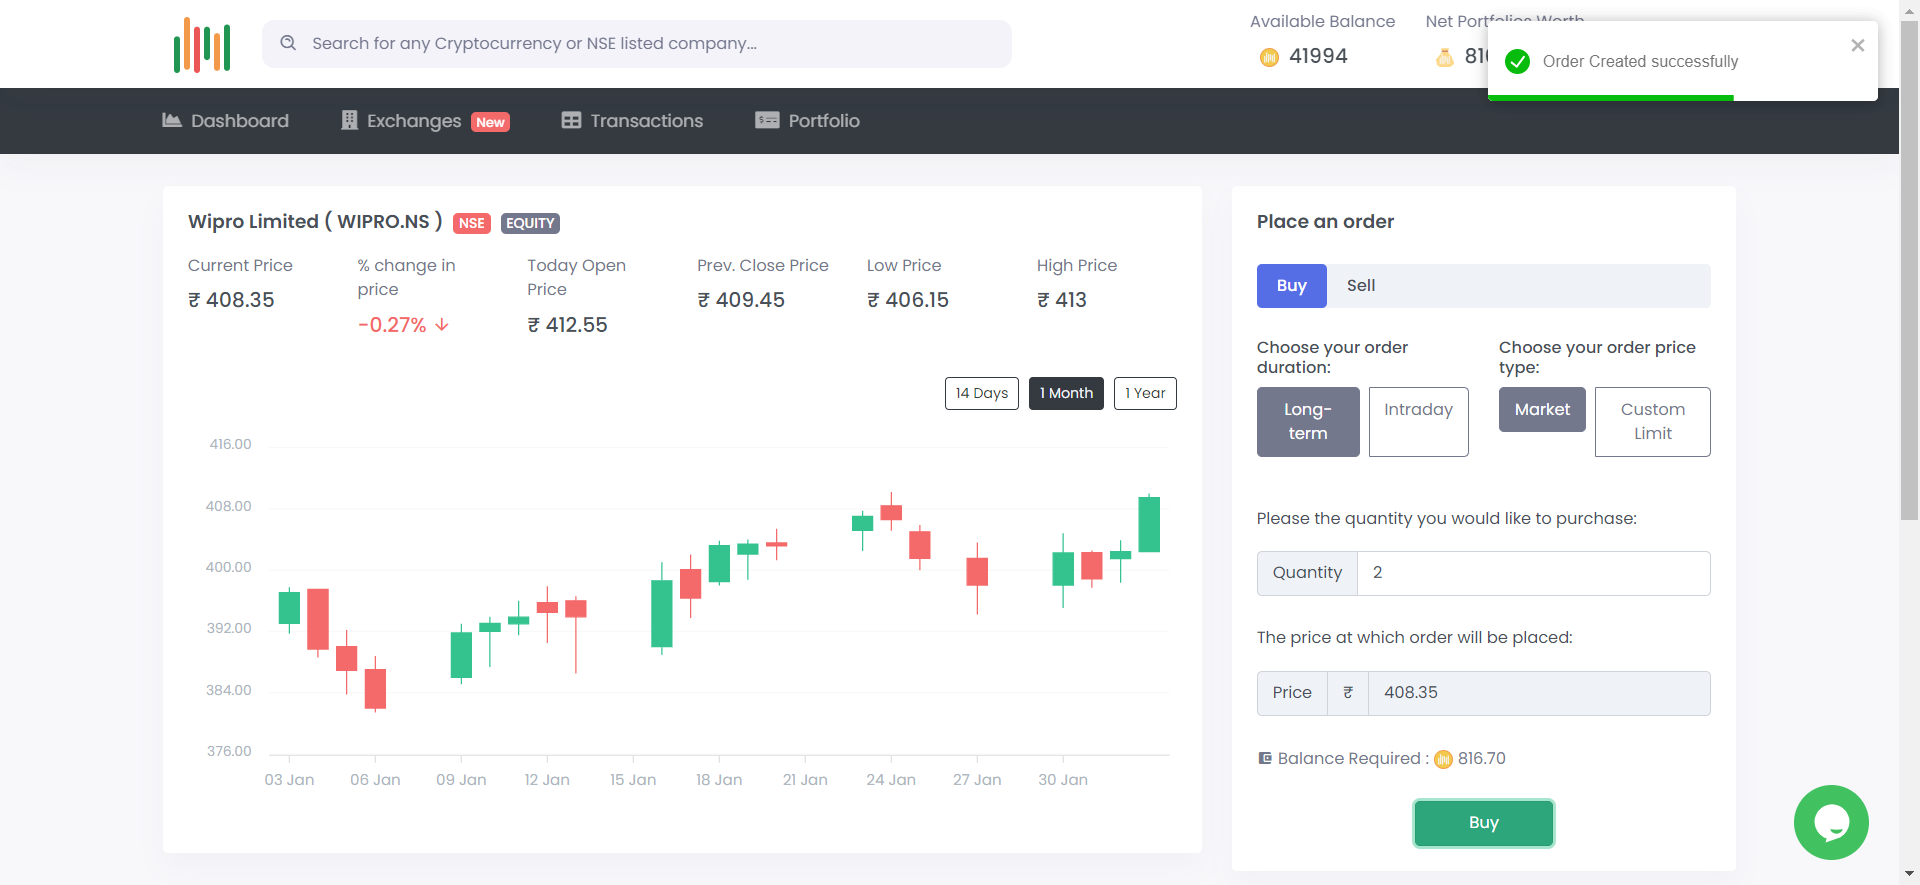 Search for any Cryptocurrency or NSE listed company...
Available Balance
41994
Order Created successfully
Dashboard
Exchanges New
Transactions
Portfolio
Wipro Limited ( WIPRO.NS ) NSE EQUITY
Current Price
₹ 408.35
% change in
price
-0.27%
Today Open
Price
₹ 412.55
Prev. Close Price
₹ 409.45
Low Price
₹ 406.15
High Price
₹ 413
14 Days
1 Month
1 Year
416.00
408.00
400.00
392.00
384.00
376.00
03 Jan
06 Jan
09 Jan
12 Jan
15 Jan
18 Jan
21 Jan
24 Jan
27 Jan
30 Jan
Place an order
Buy
Sell
Choose your order
duration:
Long-
term
Intraday
Choose your order price
type:
Market
Custom
Limit
Please the quantity you would like to purchase:
Quantity 2
The price at which order will be placed:
Price ₹ 408.35
Balance Required : 816.70
Buy